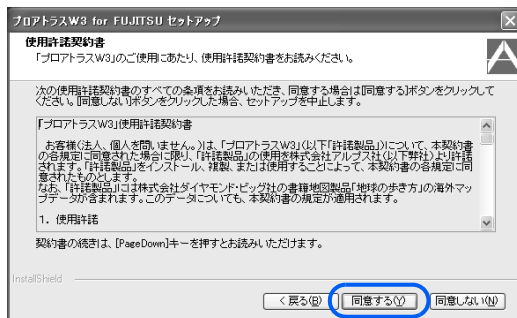 プロアトラスW3 for FUJITSU セットアップ
使用許諾契約書
「プロアトラスW3」のご使用にあたり、使用許諾契約書をお読みください。
次の使用許諾契約書のすべての条項をお読みいただき、同意する場合は[同意する]ボタンをクリックして
ください。[同意しない]ボタンをクリックした場合、セットアップを中止します。
「プロアトラスW3」使用許諾契約書
お客様(法人、個人を問いません。)は、「プロアトラスW3」(以下「許諾製品」)について、本契約書
の各規定に同意された場合に限り、「許諾製品」の使用を株式会社アルプス社(以下弊社)より許諾
されます。「許諾製品」をインストール、複製、または使用することによって、本契約書の各規定に同
意されたものとします。
なお、「許諾製品」には株式会社ダイヤモンド・ビッグ社の書籍地図製品「地球の歩き方」の海外マッ
プデータが含まれます。このデータについても、本契約書の規定が適用されます。
1. 使用許諾
契約書の続きは、[PageDown]キーを押すとお読みいただけます。
InstallShield
< 戻る(B) 同意する(Y) 同意しない(N)